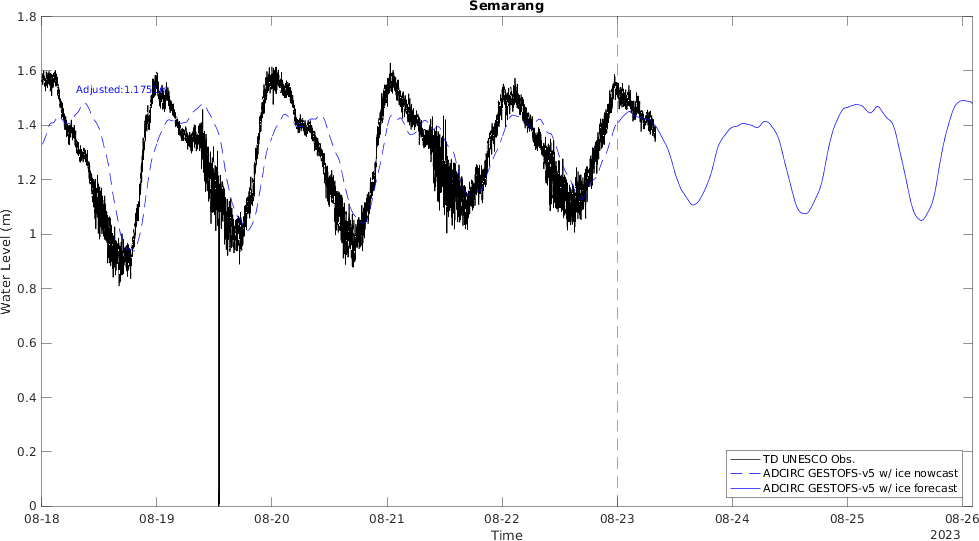 Semarang
1.8
1.6
1.4
1.2
1
0.8
0.6
0.4
0.2
0
Water Level (m)
Adjusted:1.175
08-18
08-19
08-20
08-21
08-22
08-23
08-24
08-25
08-26
Time
2023
TD UNESCO Obs.
ADCIRC GESTOFS-v5 w/ ice nowcast
ADCIRC GESTOFS-v5 w/ ice forecast